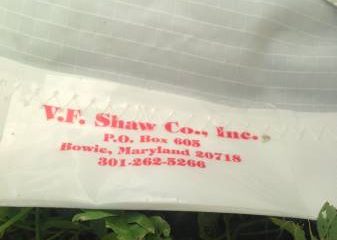 V.F. Shaw Co., Inc.
P.O. Box 605
Bowie, Maryland 20718
301-262-5266